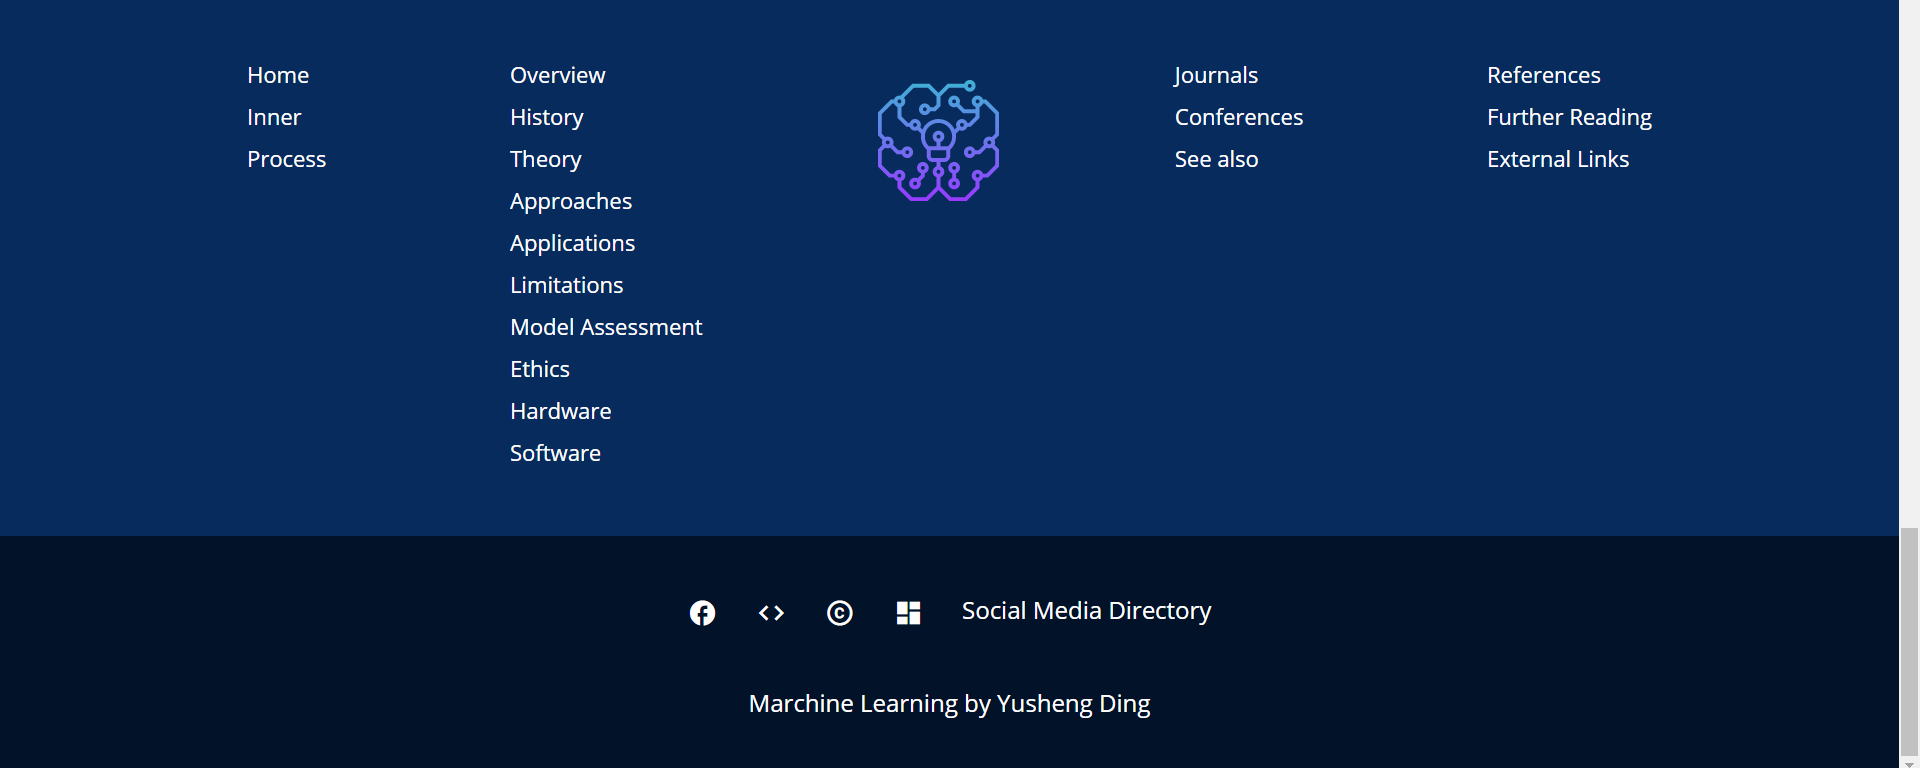 Home
Inner
Process
Overview
History
Theory
Approaches
Applications
Limitations
Model Assessment
Ethics
Hardware
Software
Journals
Conferences
See also
References
Further Reading
External Links
Social Media Directory
Marchine Learning by Yusheng Ding